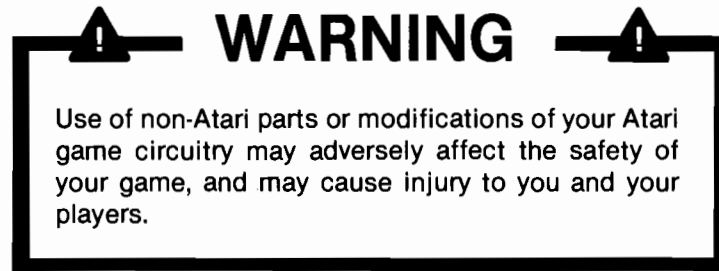 WARNING
Use of non-Atari parts or modifications of your Atari
game circuitry may adversely affect the safety of
your game, and may cause injury to you and your
players.